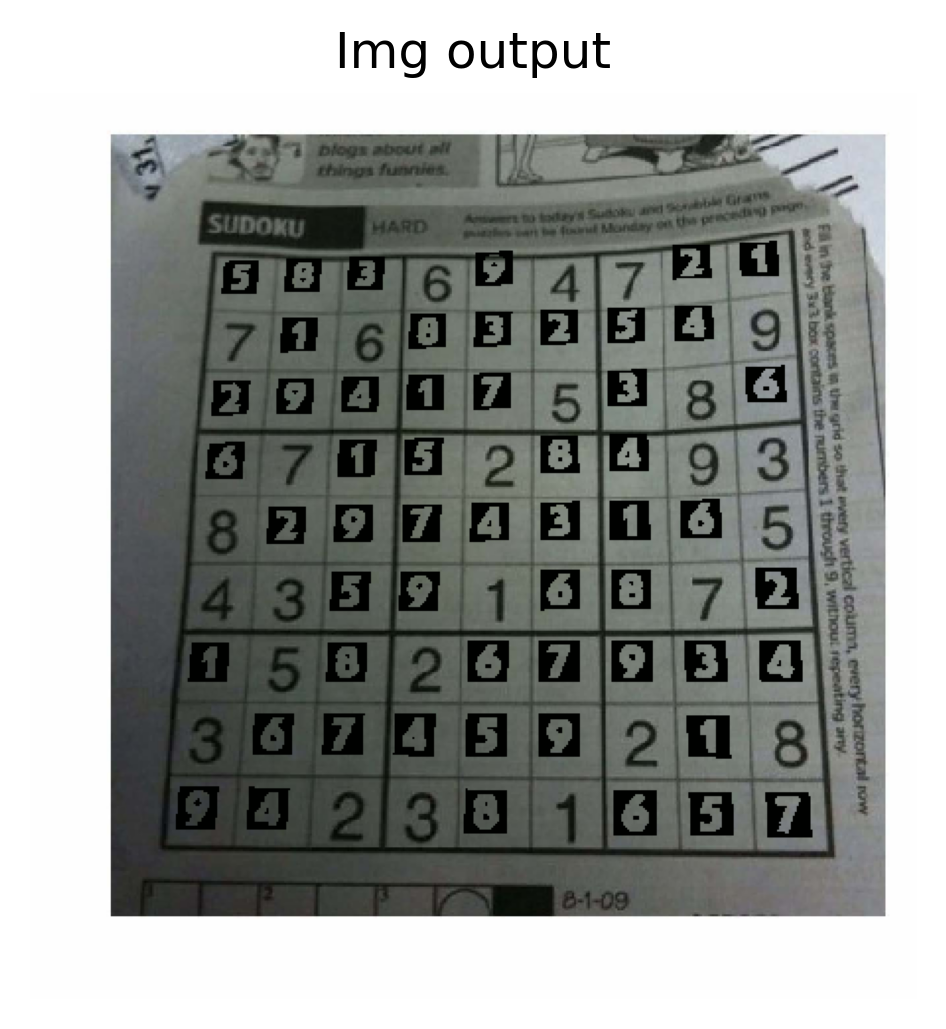 Img output
w 31,
blogs about all
things funnies.
SUDOKU HARD
Answers to today's Sudoku and Scrabble Grams
puzzles can be found Monday on the preceding page.
5 8 3 6 9 4 7 2 1
7 1 6 8 3 2 5 4 9
2 9 4 1 7 5 3 8 6
6 7 1 5 2 8 4 9 3
8 2 9 7 4 3 1 6 5
4 3 5 9 1 6 8 7 2
1 5 8 2 6 7 9 3 4
3 6 7 4 5 9 2 1 8
9 4 2 3 8 1 6 5 7
Fill in the blank spaces in the grid so that every vertical column, every horizontal row
and every 3x3 box contains the numbers 1 through 9, without repeating any.
1 2 3
8-1-09